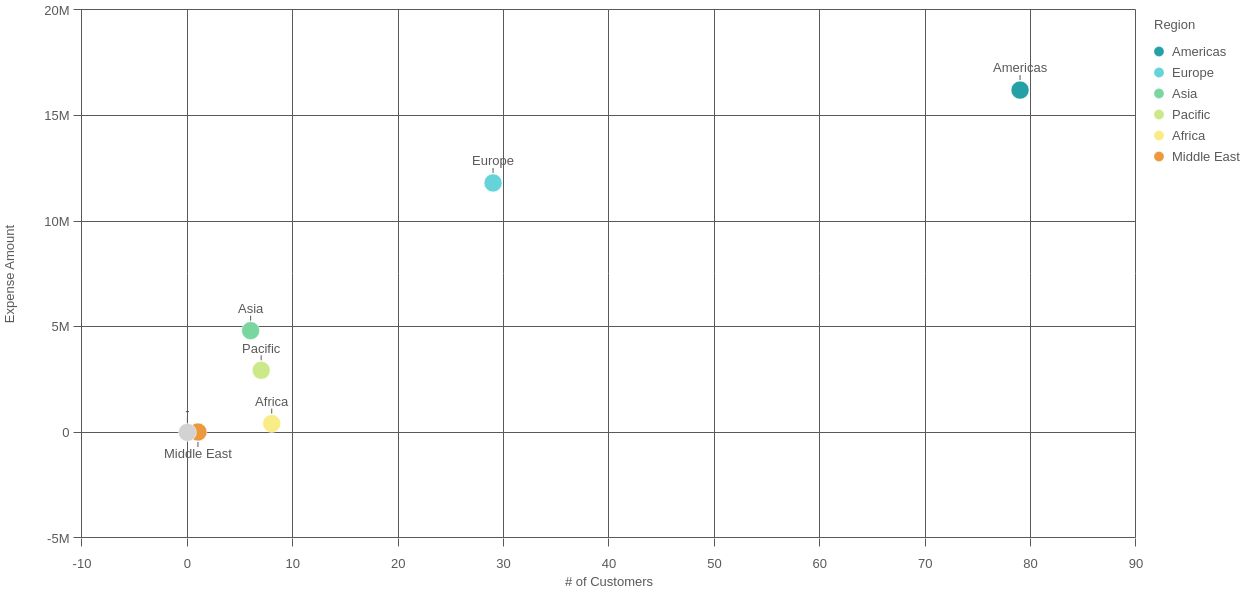 20M
15M
10M
5M
0
-5M
Expense Amount
-10
0
10
20
30
40
50
60
70
80
90
# of Customers
Americas
Europe
Asia
Pacific
Africa
-
Middle East
Region
Americas
Europe
Asia
Pacific
Africa
Middle East